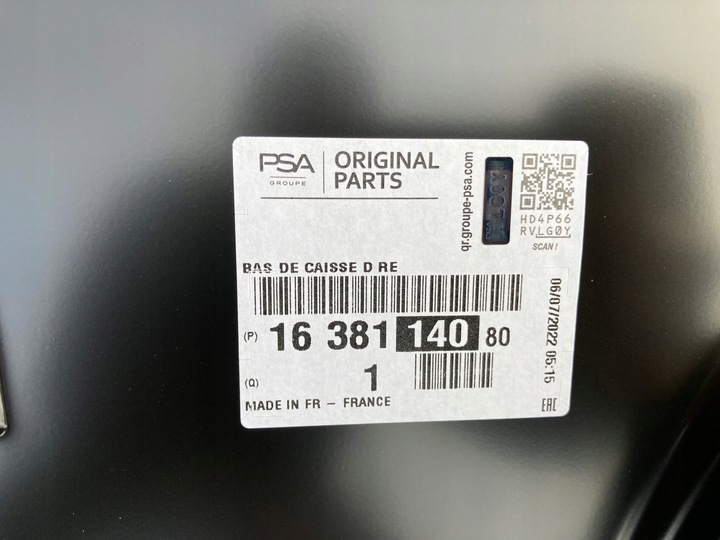 PSA
GROUPE
ORIGINAL
PARTS
qr.groupe-psa.com
HD4P66
RVLG0Y
SCAN!
BAS DE CAISSE D RE
(P) 16 381 140 80
(Q) 1
06/07/2022 05:15
MADE IN FR - FRANCE
EAC